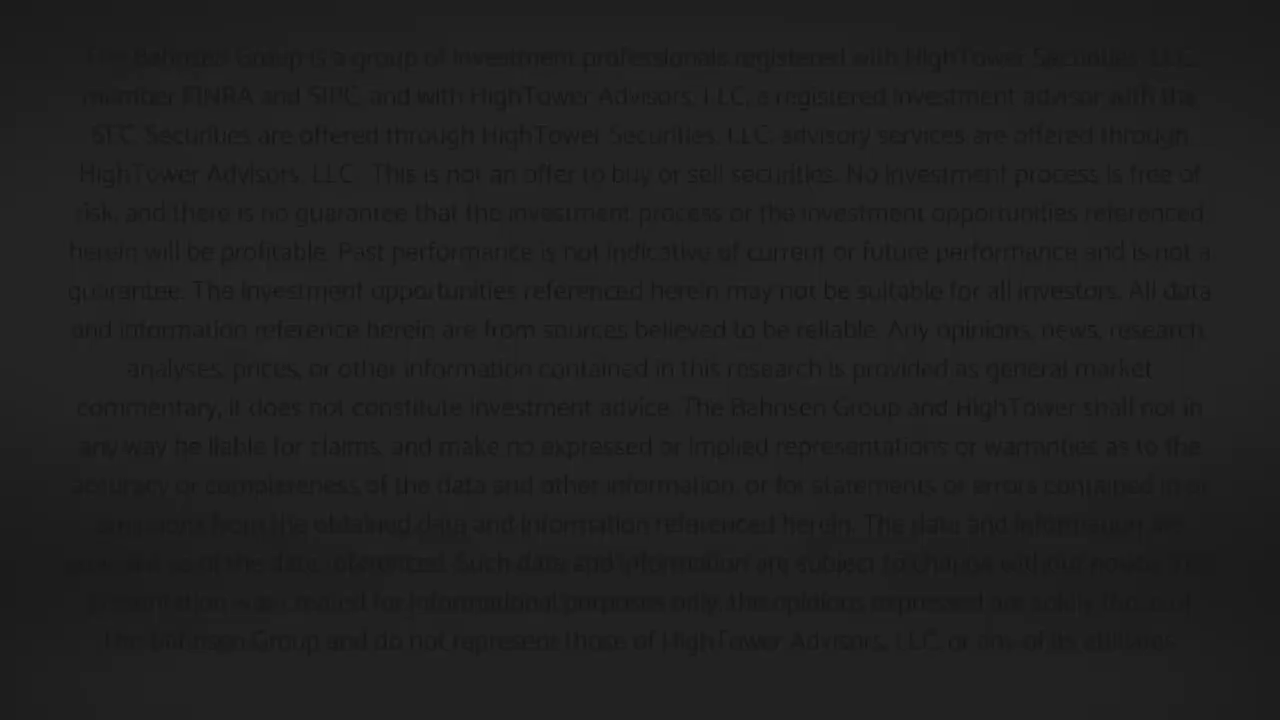 The Bahnsen Group is a group of investment professionals registered with HighTower Securities, LLC,
member FINRA and SIPC, and with HighTower Advisors, LLC, a registered investment advisor with the
SEC. Securities are offered through HighTower Securities, LLC; advisory services are offered through
HighTower Advisors, LLC. This is not an offer to buy or sell securities. No investment process is free of
risk, and there is no guarantee that the investment process or the investment opportunities referenced
herein will be profitable. Past performance is not indicative of current or future performance and is not a
guarantee. The investment opportunities referenced herein may not be suitable for all investors. All data
and information reference herein are from sources believed to be reliable. Any opinions, news, research,
analyses, prices, or other information contained in this research is provided as general market
commentary, it does not constitute investment advice. The Bahnsen Group and HighTower shall not in
any way be liable for claims, and make no expressed or implied representations or warranties as to the
accuracy or completeness of the data and other information, or for statements or errors contained in or
omissions from the obtained data and information referenced herein. The data and information are
as of the date referenced. Such data and information are subject to change without notice.
was created for informational purposes only; the opinions expressed are solely those of
The Bahnsen Group and do not represent those of HighTower Advisors, LLC, or any of its affiliates.